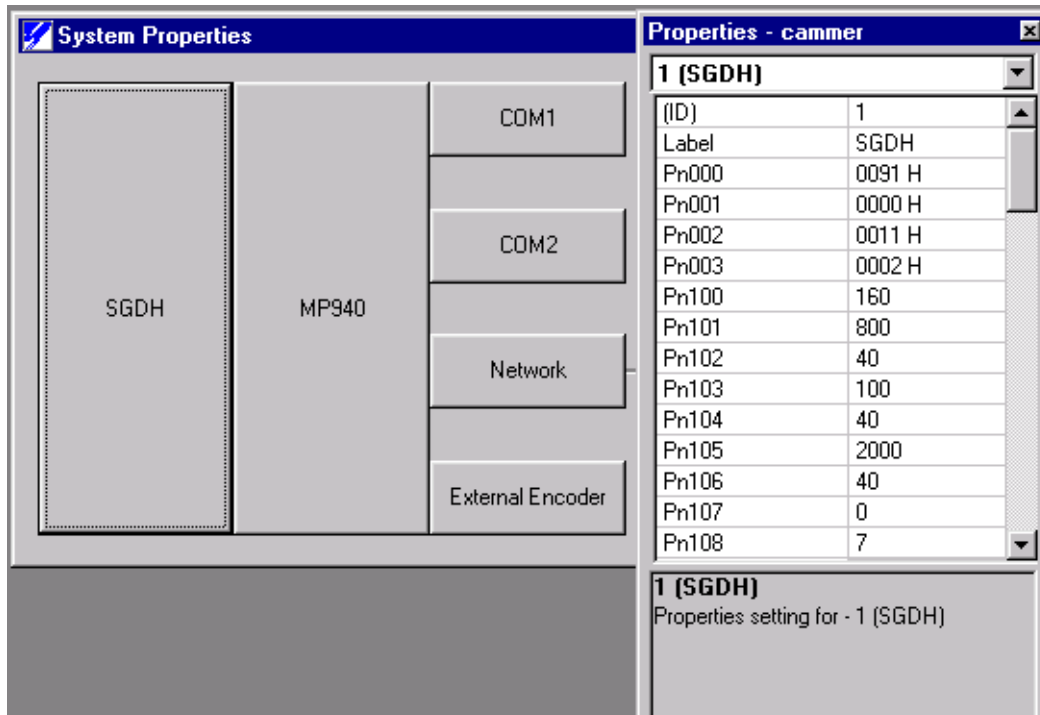 System Properties
SGDH
MP940
COM1
COM2
Network
External Encoder
Properties - cammer
1 (SGDH)
(ID) 1
Label SGDH
Pn000 0091 H
Pn001 0000 H
Pn002 0011 H
Pn003 0002 H
Pn100 160
Pn101 800
Pn102 40
Pn103 100
Pn104 40
Pn105 2000
Pn106 40
Pn107 0
Pn108 7
1 (SGDH)
Properties setting for - 1 (SGDH)